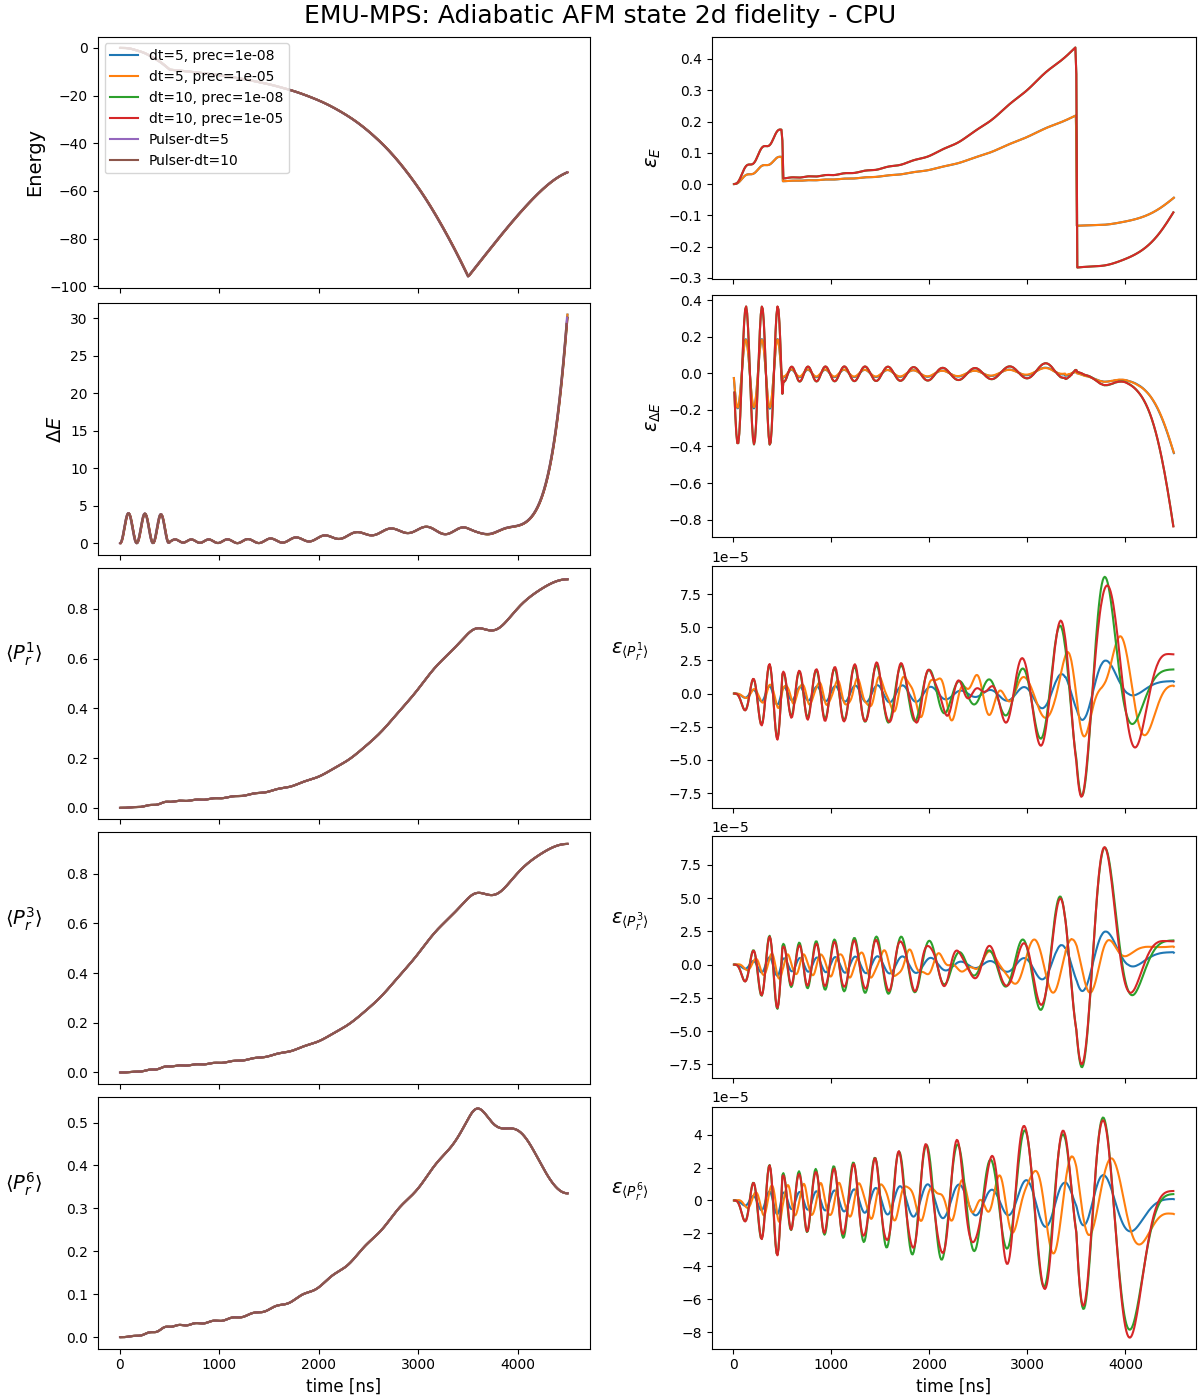 EMU-MPS: Adiabatic AFM state 2d fidelity - CPU
Energy
0
−20
−40
−60
−80
−100
dt=5, prec=1e-08
dt=5, prec=1e-05
dt=10, prec=1e-08
dt=10, prec=1e-05
Pulser-dt=5
Pulser-dt=10
ε_E
0.4
0.3
0.2
0.1
0.0
−0.1
−0.2
−0.3
ΔE
30
25
20
15
10
5
0
ε_ΔE
0.4
0.2
0.0
−0.2
−0.4
−0.6
−0.8
⟨P_r^1⟩
0.8
0.6
0.4
0.2
0.0
ε_⟨P_r^1⟩
1e−5
7.5
5.0
2.5
0.0
−2.5
−5.0
−7.5
⟨P_r^3⟩
0.8
0.6
0.4
0.2
0.0
ε_⟨P_r^3⟩
1e−5
7.5
5.0
2.5
0.0
−2.5
−5.0
−7.5
⟨P_r^6⟩
0.5
0.4
0.3
0.2
0.1
0.0
0 1000 2000 3000 4000
time [ns]
ε_⟨P_r^6⟩
1e−5
4
2
0
−2
−4
−6
−8
0 1000 2000 3000 4000
time [ns]